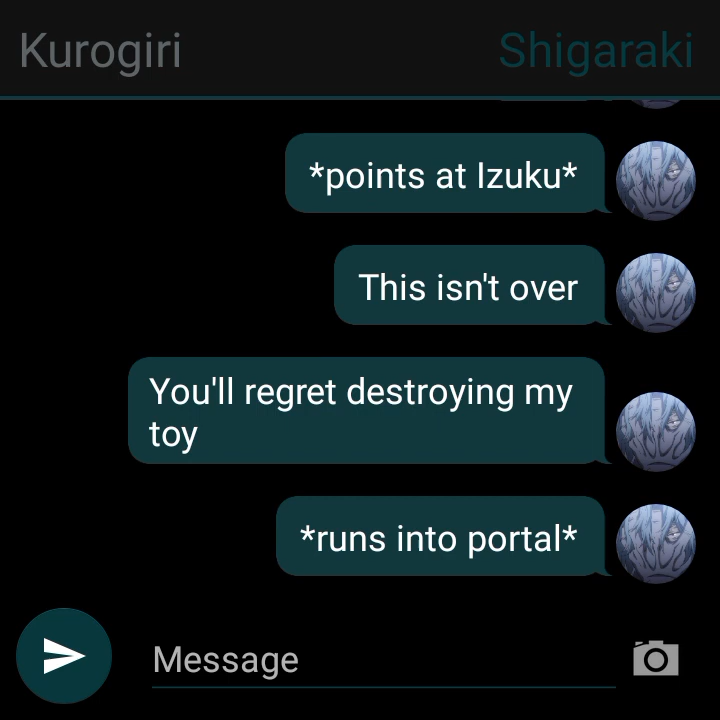 Kurogiri Shigaraki
*points at Izuku*
This isn't over
You'll regret destroying my
toy
*runs into portal*
Message